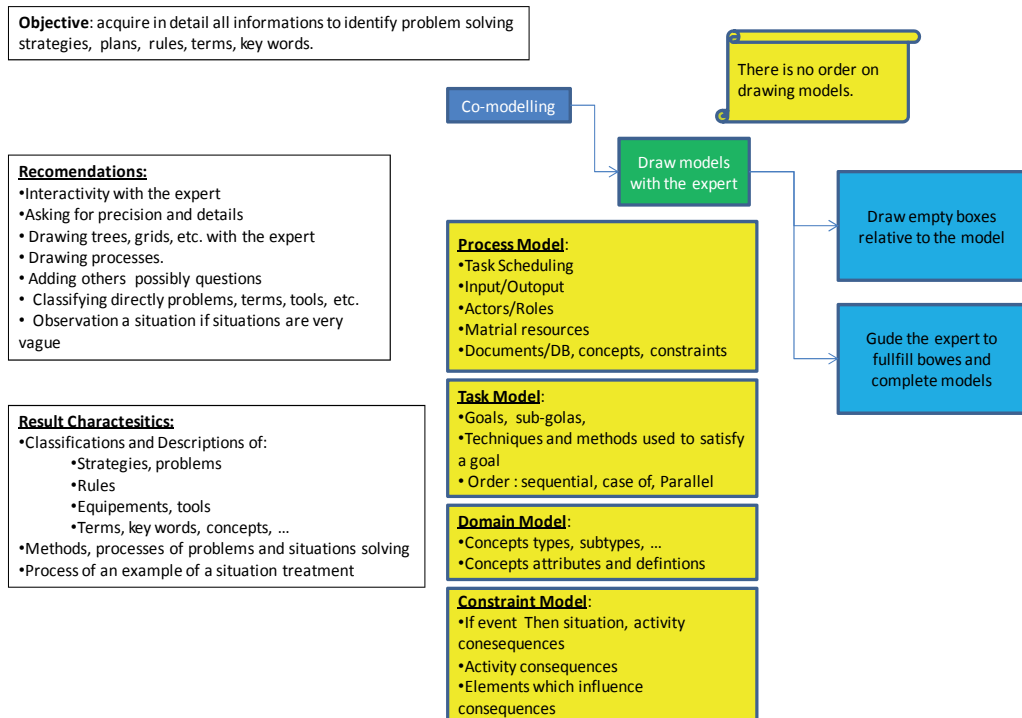 Objective: acquire in detail all informations to identify problem solving
strategies, plans, rules, terms, key words.
There is no order on
drawing models.
Co-modelling
Draw models
with the expert
Draw empty boxes
relative to the model
Gude the expert to
fullfill bowes and
complete models
Recomendations:
•Interactivity with the expert
•Asking for precision and details
• Drawing trees, grids, etc. with the expert
• Drawing processes.
• Adding others possibly questions
• Classifying directly problems, terms, tools, etc.
• Observation a situation if situations are very
vague
Result Charactesitics:
•Classifications and Descriptions of:
•Strategies, problems
•Rules
•Equipements, tools
•Terms, key words, concepts, …
•Methods, processes of problems and situations solving
•Process of an example of a situation treatment
Process Model:
•Task Scheduling
•Input/Outoput
•Actors/Roles
•Matrial resources
•Documents/DB, concepts, constraints
Task Model:
•Goals, sub-golas,
•Techniques and methods used to satisfy
a goal
• Order : sequential, case of, Parallel
Domain Model:
•Concepts types, subtypes, …
•Concepts attributes and defintions
Constraint Model:
•If event Then situation, activity
conesequences
•Activity consequences
•Elements which influence
consequences